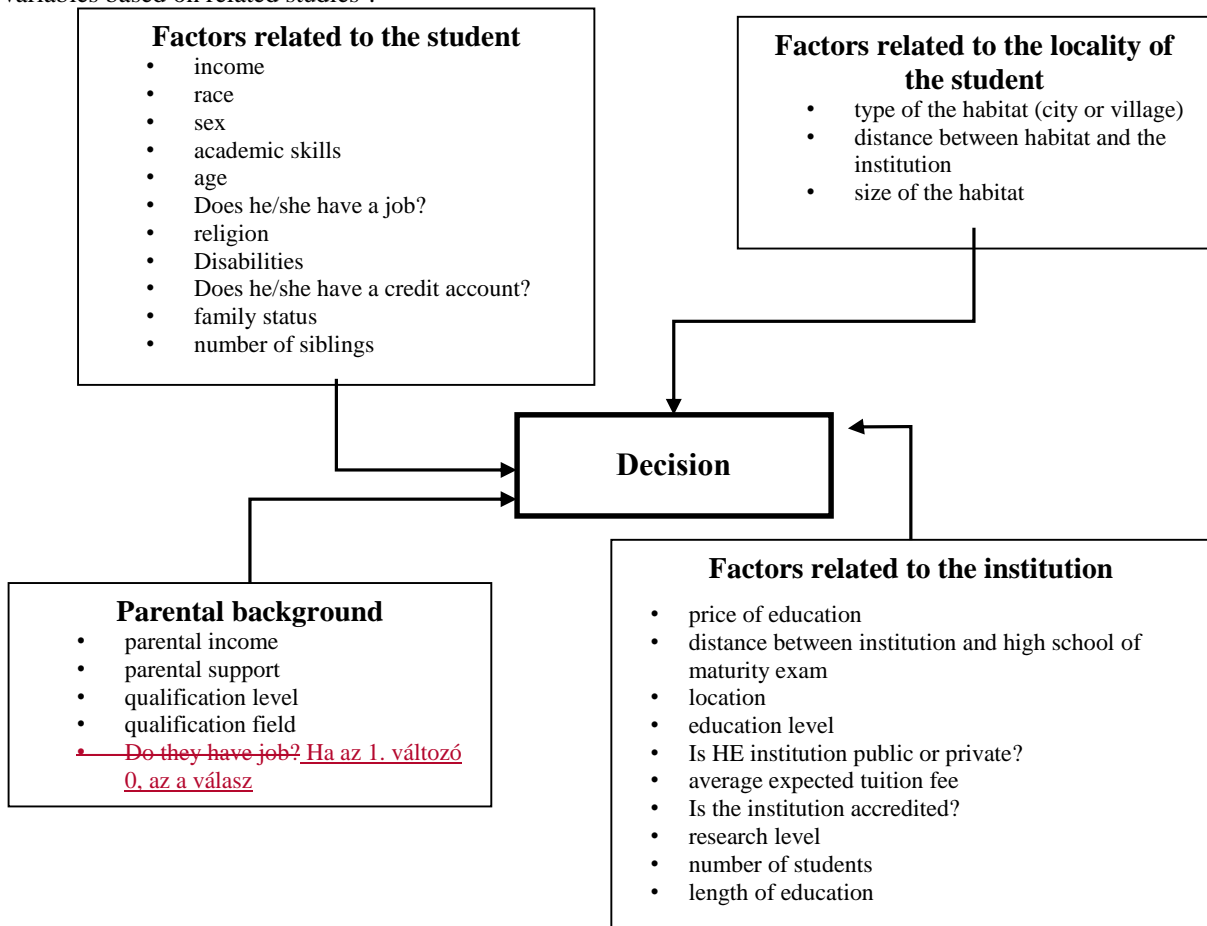 variables based on related studies .
Factors related to the student
• income
• race
• sex
• academic skills
• age
• Does he/she have a job?
• religion
• Disabilities
• Does he/she have a credit account?
• family status
• number of siblings
Factors related to the locality of
the student
• type of the habitat (city or village)
• distance between habitat and the
institution
• size of the habitat
Decision
Parental background
• parental income
• parental support
• qualification level
• qualification field
• Do they have job? Ha az 1. változó
0, az a válasz
Factors related to the institution
• price of education
• distance between institution and high school of
maturity exam
• location
• education level
• Is HE institution public or private?
• average expected tuition fee
• Is the institution accredited?
• research level
• number of students
• length of education